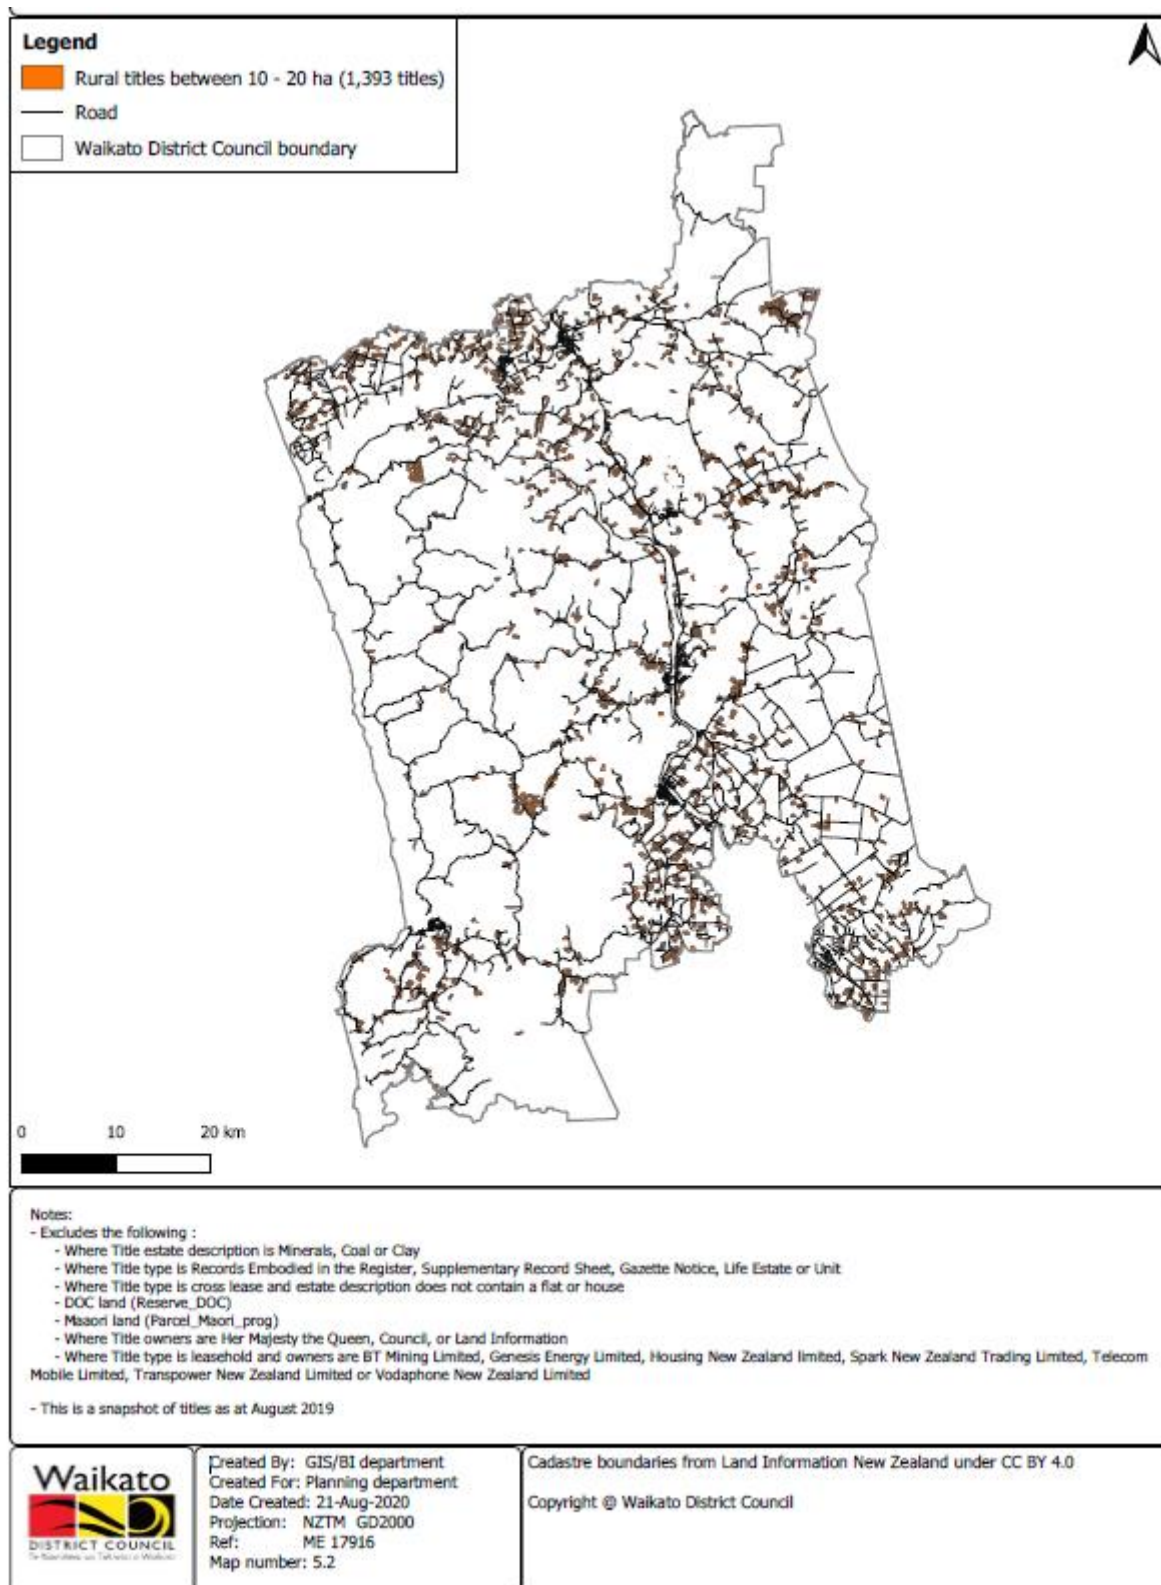 Legend
Rural titles between 10 - 20 ha (1,393 titles)
Road
Waikato District Council boundary
0 10 20 km
Notes:
- Excludes the following :
- Where Title estate description is Minerals, Coal or Clay
- Where Title type is Records Embodied in the Register, Supplementary Record Sheet, Gazette Notice, Life Estate or Unit
- Where Title type is cross lease and estate description does not contain a flat or house
- DOC land (Reserve_DOC)
- Maaori land (Parcel_Maori_prog)
- Where Title owners are Her Majesty the Queen, Council, or Land Information
- Where Title type is leasehold and owners are BT Mining Limited, Genesis Energy Limited, Housing New Zealand limited, Spark New Zealand Trading Limited, Telecom
Mobile Limited, Transpower New Zealand Limited or Vodaphone New Zealand Limited
- This is a snapshot of titles as at August 2019
Waikato
DISTRICT COUNCIL
Created By: GIS/BI department
Created For: Planning department
Date Created: 21-Aug-2020
Projection: NZTM GD2000
Ref: ME 17916
Map number: 5.2
Cadastre boundaries from Land Information New Zealand under CC BY 4.0
Copyright @ Waikato District Council